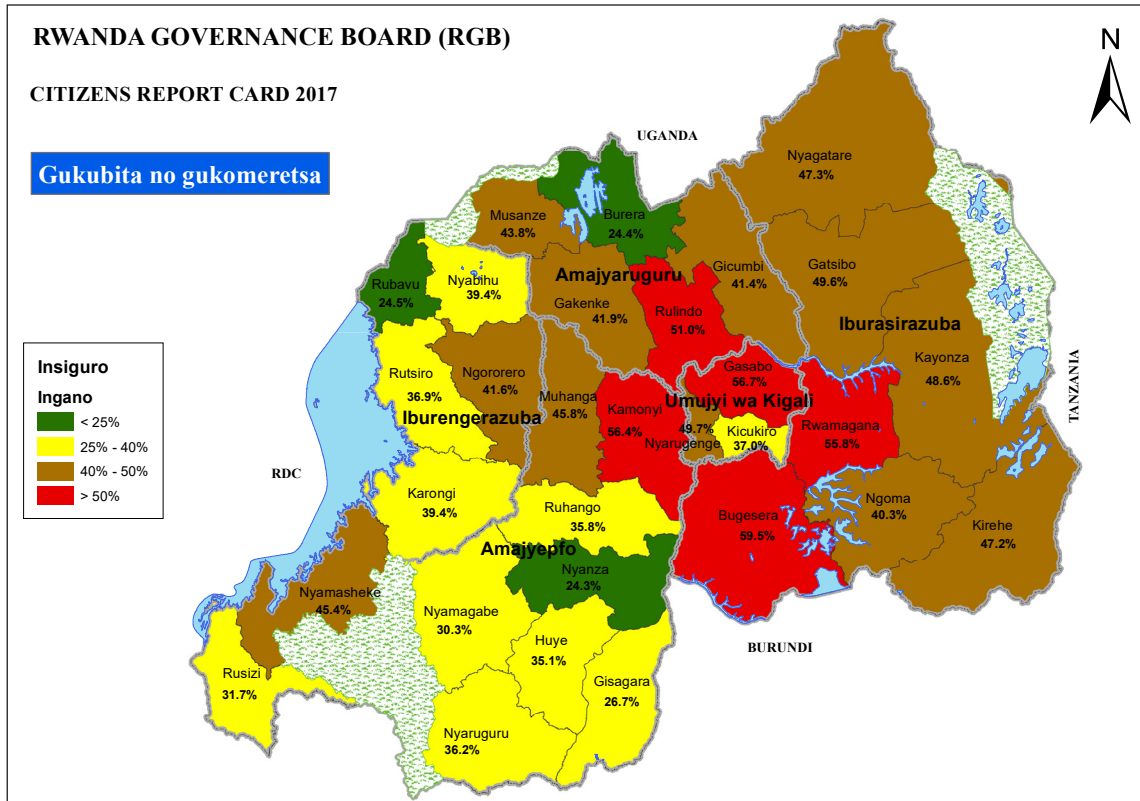 RWANDA GOVERNANCE BOARD (RGB)
CITIZENS REPORT CARD 2017
Gukubita no gukomeretsa
N
UGANDA
Nyagatare
47.3%
Musanze
43.8%
Burera
24.4%
Amajyaruguru
Gicumbi
41.4%
Gatsibo
49.6%
Rubavu
24.5%
Nyabihu
39.4%
Gakenke
41.9%
Rulindo
51.0%
Iburasirazuba
Kayonza
48.6%
TANZANIA
Insiguro
Ingano
< 25%
25% - 40%
40% - 50%
> 50%
Rutsiro
36.9%
Ngororero
41.6%
Iburengerazuba
Muhanga
45.8%
Kamonyi
56.4%
Gasabo
56.7%
Umujyi wa Kigali
49.7%
Nyarugenge
Kicukiro
37.0%
Rwamagana
55.8%
RDC
Karongi
39.4%
Ruhango
35.8%
Bugesera
59.5%
Ngoma
40.3%
Kirehe
47.2%
Amajyepfo
Nyanza
24.3%
Nyamasheke
45.4%
Nyamagabe
30.3%
Huye
35.1%
BURUNDI
Rusizi
31.7%
Gisagara
26.7%
Nyaruguru
36.2%